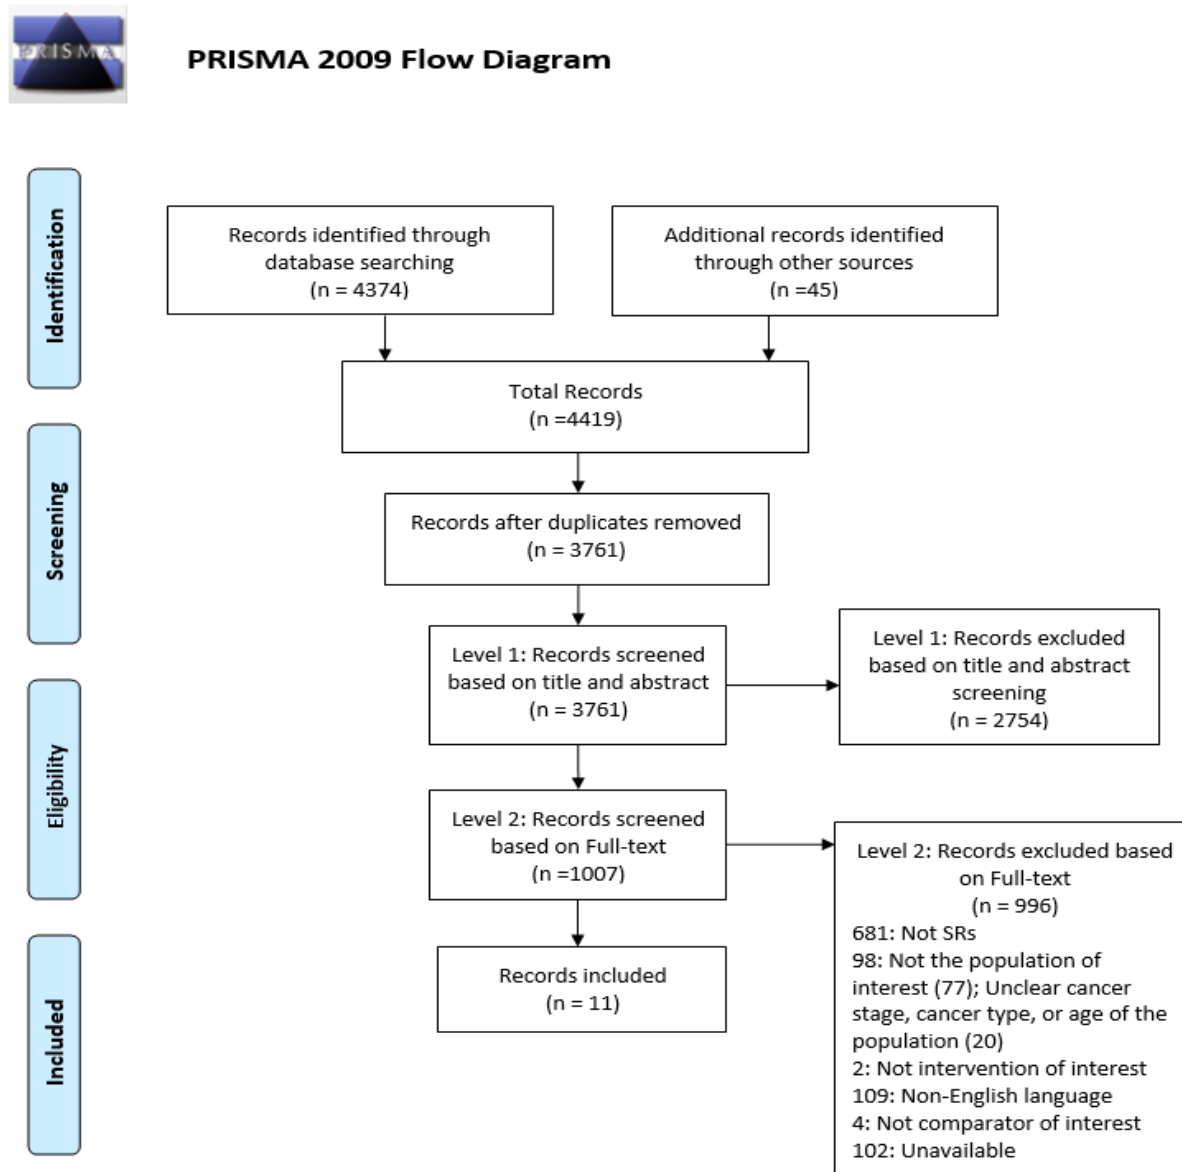 PRISMA
PRISMA 2009 Flow Diagram
Identification
Records identified through
database searching
(n = 4374)
Additional records identified
through other sources
(n =45)
Total Records
(n =4419)
Screening
Records after duplicates removed
(n = 3761)
Level 1: Records screened
based on title and abstract
(n = 3761)
Level 1: Records excluded
based on title and abstract
screening
(n = 2754)
Eligibility
Level 2: Records screened
based on Full-text
(n =1007)
Level 2: Records excluded based
on Full-text
(n = 996)
681: Not SRs
98: Not the population of
interest (77); Unclear cancer
stage, cancer type, or age of the
population (20)
2: Not intervention of interest
109: Non-English language
4: Not comparator of interest
102: Unavailable
Included
Records included
(n = 11)